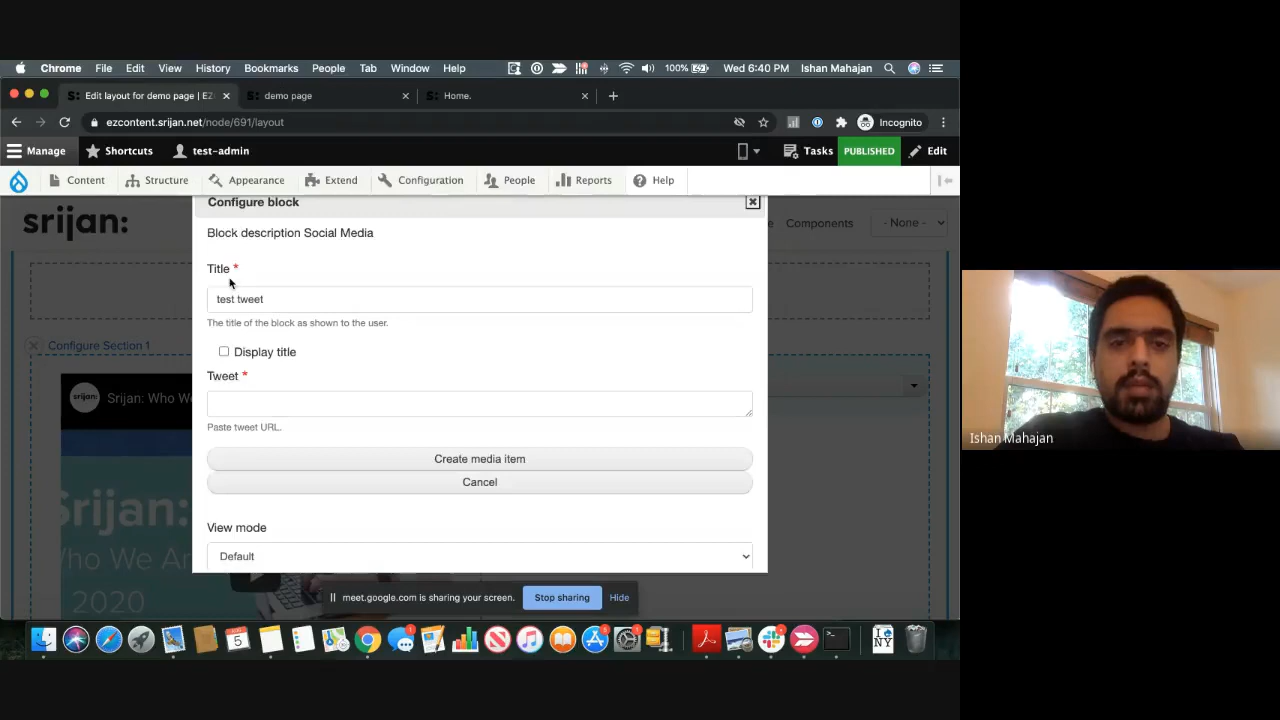 Chrome File Edit View History Bookmarks People Tab Window Help 100% Wed 6:40 PM Ishan Mahajan
Edit layout for demo page | EZ demo page Home.
ezcontent.srijan.net/node/691/layout Incognito
Manage Shortcuts test-admin Tasks PUBLISHED Edit
Content Structure Appearance Extend Configuration People Reports Help
srijan: Components - None -
Configure block
Block description Social Media
Title *
test tweet
The title of the block as shown to the user.
Configure Section 1
Display title
Tweet *
Srijan: Who We
srijan:
Paste tweet URL.
Create media item
Cancel
Srijan:
View mode
Who We Ar
Default
2020
meet.google.com is sharing your screen. Stop sharing Hide
Ishan Mahajan